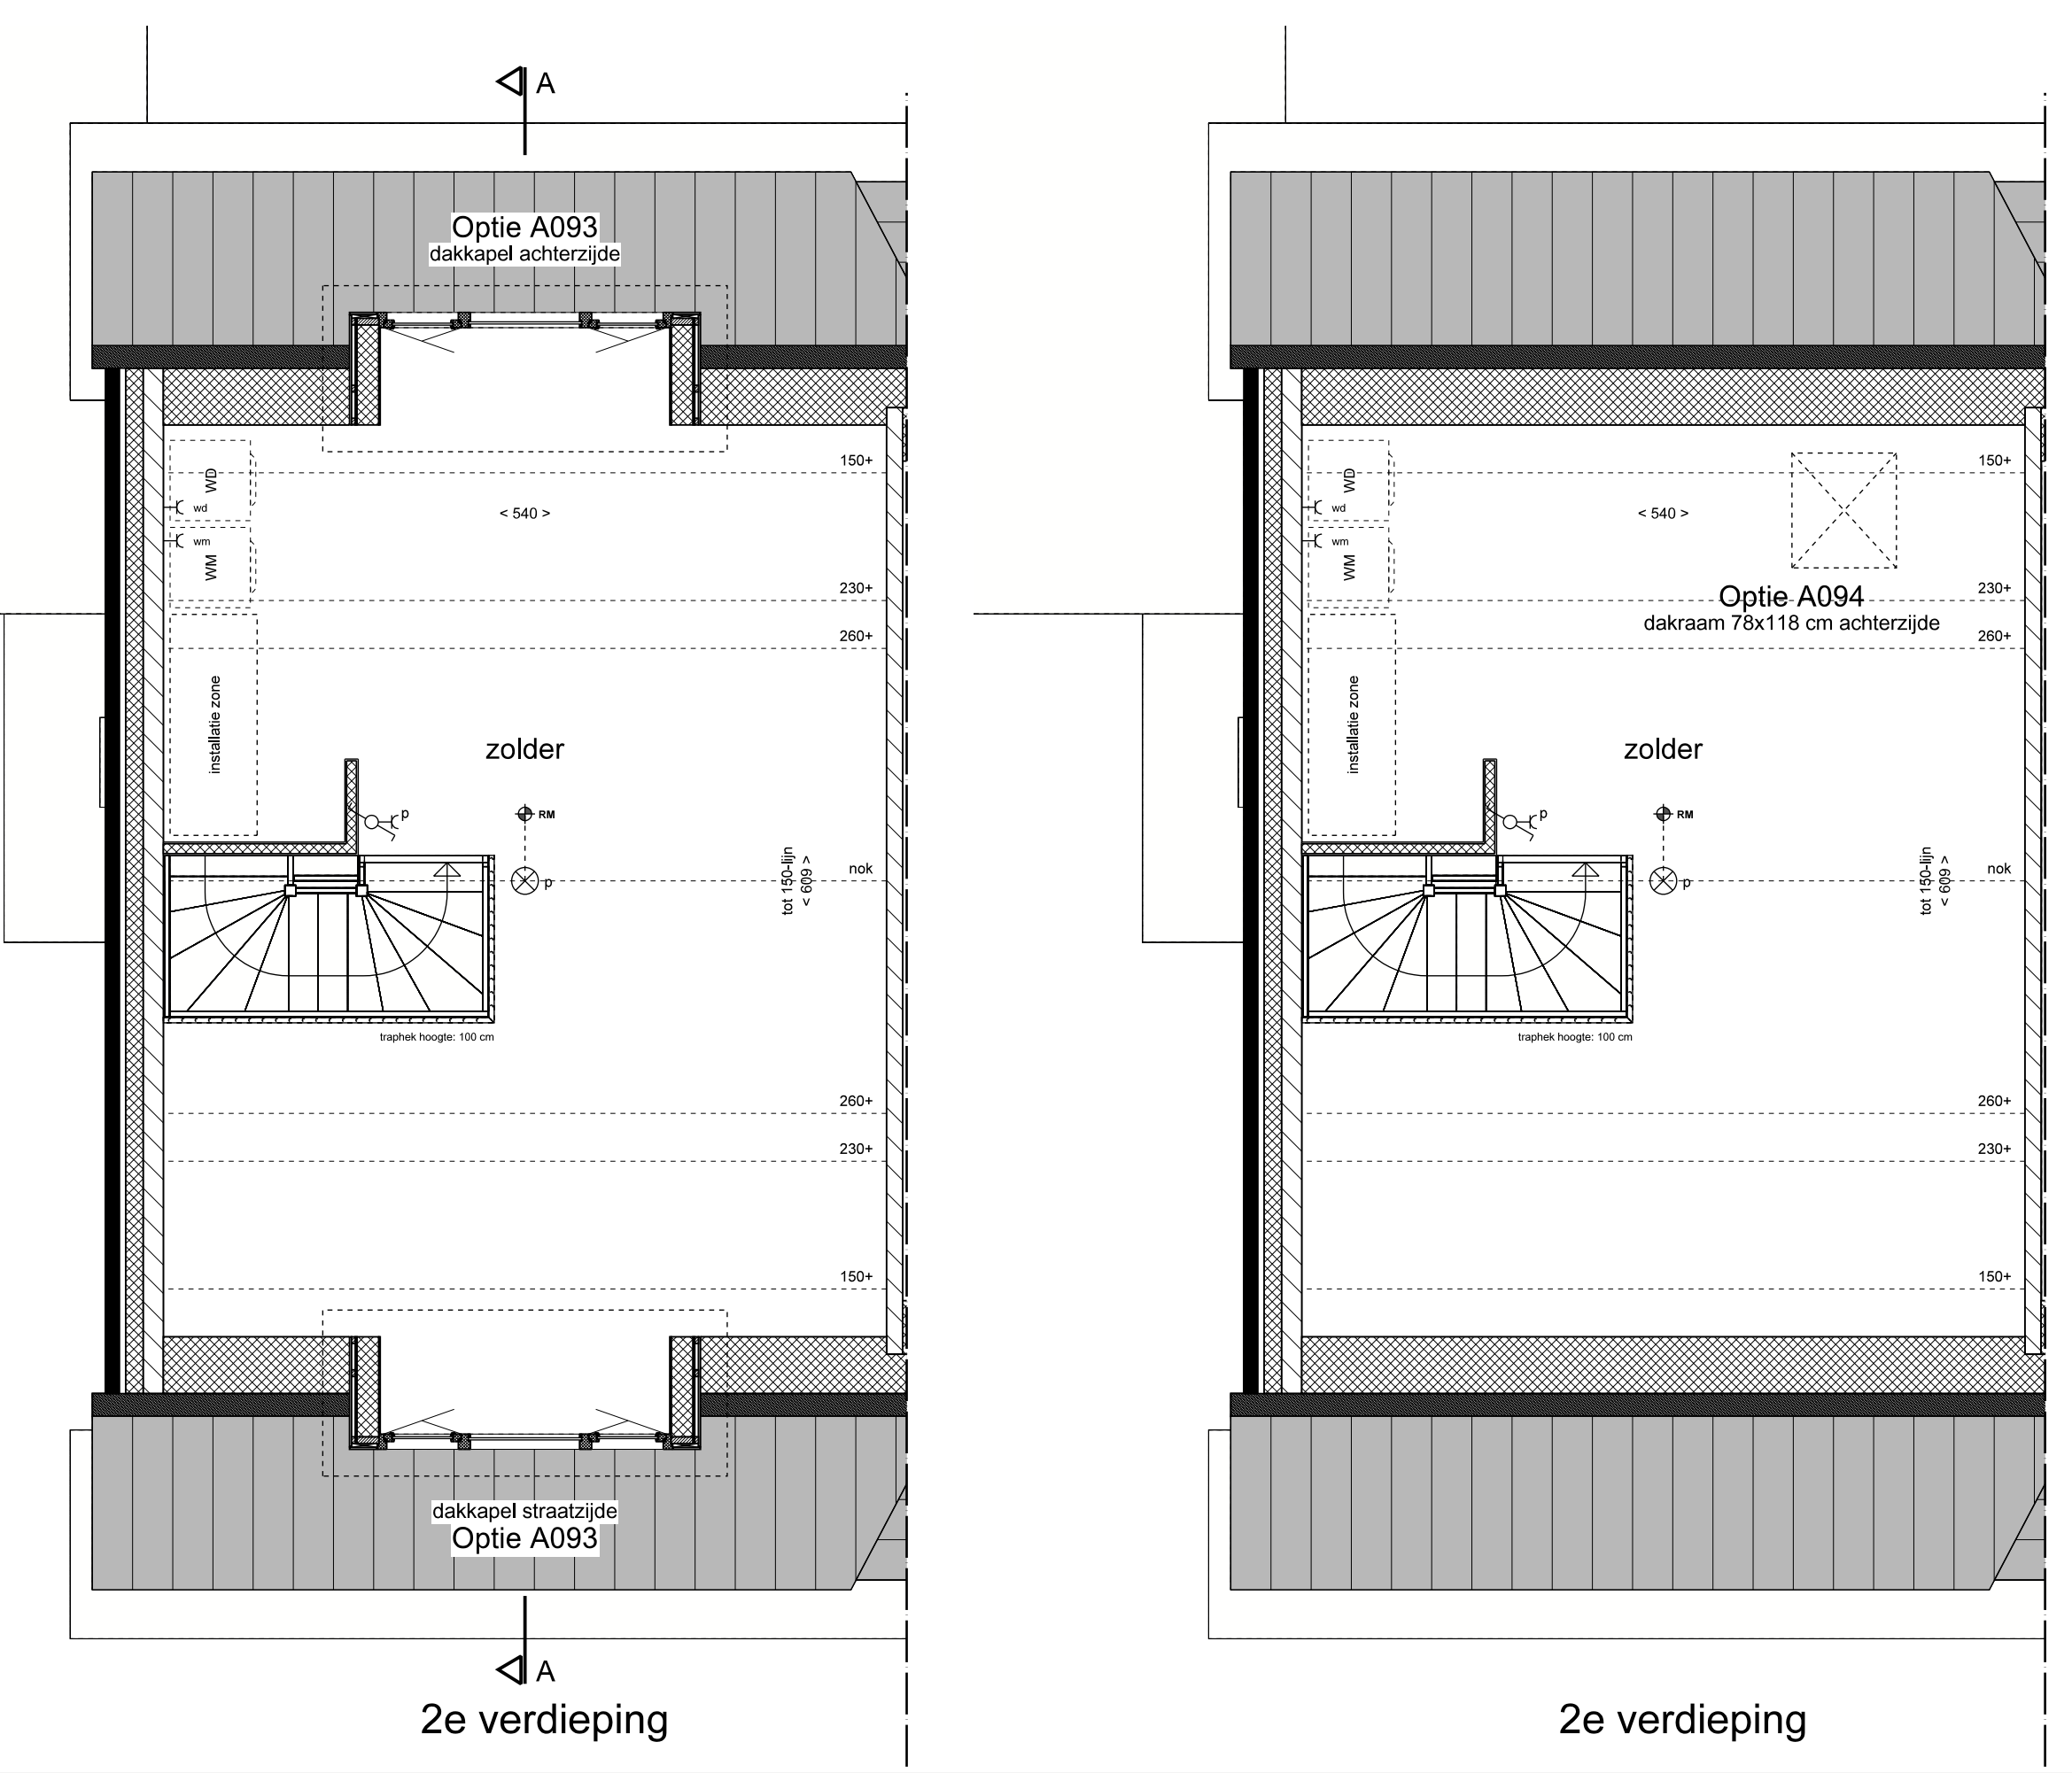 A
Optie A093
dakkapel achterzijde
150+
WD
wd
< 540 >
wm
WM
230+
260+
installatie zone
zolder
p
RM
nok
p
tot 150-lijn
< 609 >
traphek hoogte: 100 cm
260+
230+
150+
dakkapel straatzijde
Optie A093
A
2e verdieping
150+
WD
wd
< 540 >
wm
WM
Optie A094
230+
dakraam 78x118 cm achterzijde
260+
installatie zone
zolder
p
RM
nok
p
tot 150-lijn
< 609 >
traphek hoogte: 100 cm
260+
230+
150+
2e verdieping